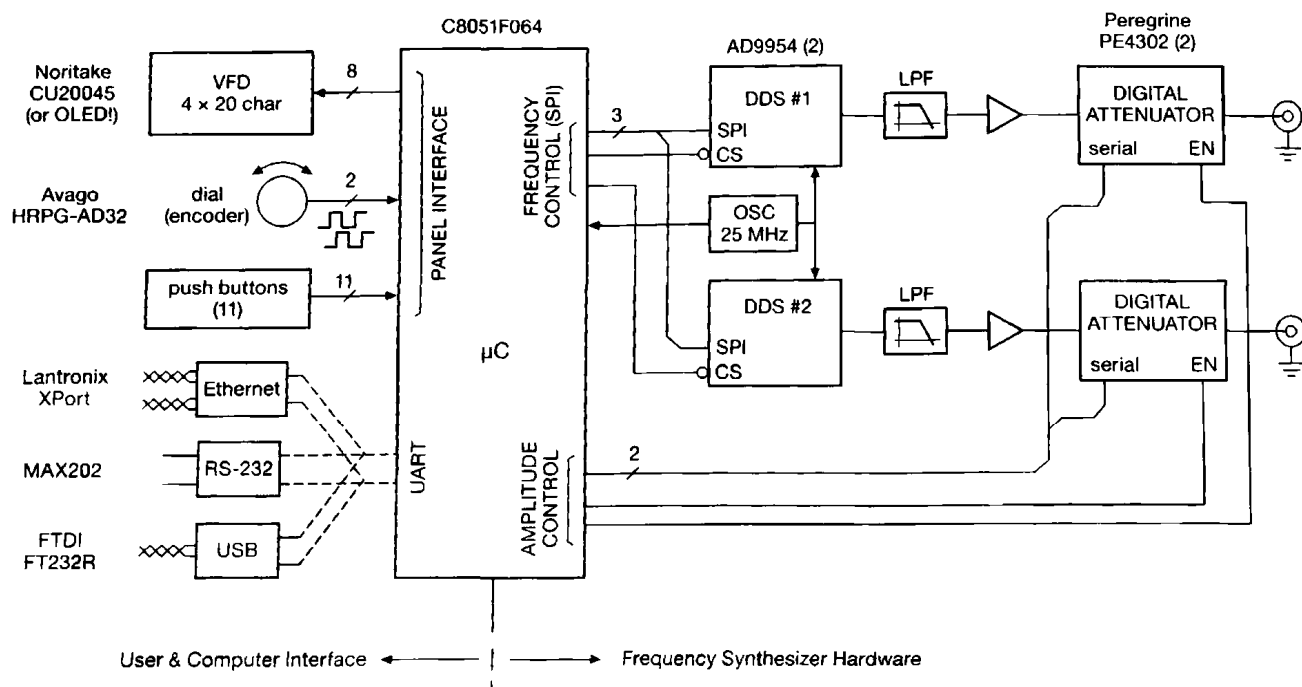 C8051F064
Noritake
CU20045
(or OLED!)
VFD
4 × 20 char
8
Avago
HRPG-AD32
dial
(encoder)
2
push buttons
(11)
11
PANEL INTERFACE
Lantronix
XPort
Ethernet
MAX202
RS-232
FTDI
FT232R
USB
UART
µC
FREQUENCY
CONTROL (SPI)
3
AMPLITUDE
CONTROL
2
AD9954 (2)
DDS #1
SPI
CS
OSC
25 MHz
DDS #2
SPI
CS
LPF
LPF
Peregrine
PE4302 (2)
DIGITAL
ATTENUATOR
serial
EN
DIGITAL
ATTENUATOR
serial
EN
User & Computer Interface
Frequency Synthesizer Hardware